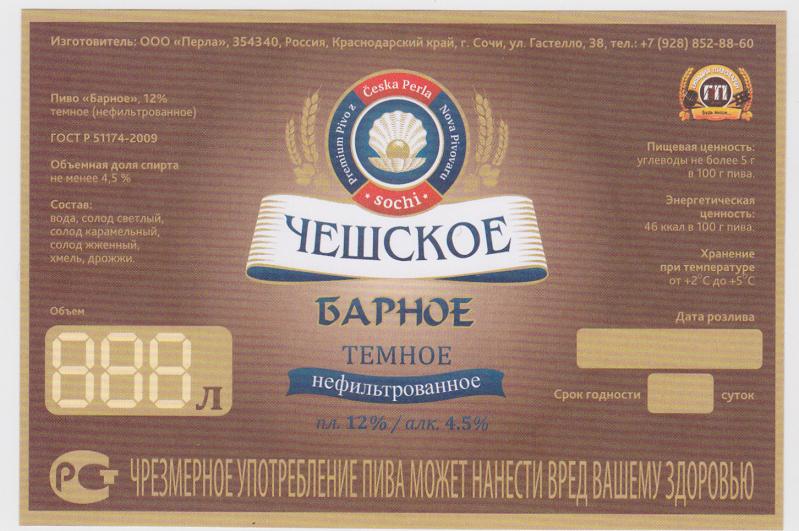 Изготовитель: ООО «Перла», 354340, Россия, Краснодарский край, г. Сочи, ул. Гастелло, 38, тел.: +7 (928) 852-88-60
Пиво «Барное», 12%
темное (нефильтрованное)
ГОСТ Р 51174-2009
Объемная доля спирта
не менее 4,5 %
Состав:
вода, солод светлый,
солод карамельный,
солод жженный,
хмель, дрожжи.
Объем
888 л
Česka Perla
Premium Pivo z
Nova Pivovaru
sochi
ЧЕШСКОЕ
БАРНОЕ
ТЕМНОЕ
нефильтрованное
пл. 12% / алк. 4.5%
ГП
Пищевая ценность:
углеводы не более 5 г
в 100 г пива.
Энергетическая
ценность:
46 ккал в 100 г пива.
Хранение
при температуре
от +2°С до +5°С
Дата розлива
Срок годности суток
РСТ ЧРЕЗМЕРНОЕ УПОТРЕБЛЕНИЕ ПИВА МОЖЕТ НАНЕСТИ ВРЕД ВАШЕМУ ЗДОРОВЬЮ